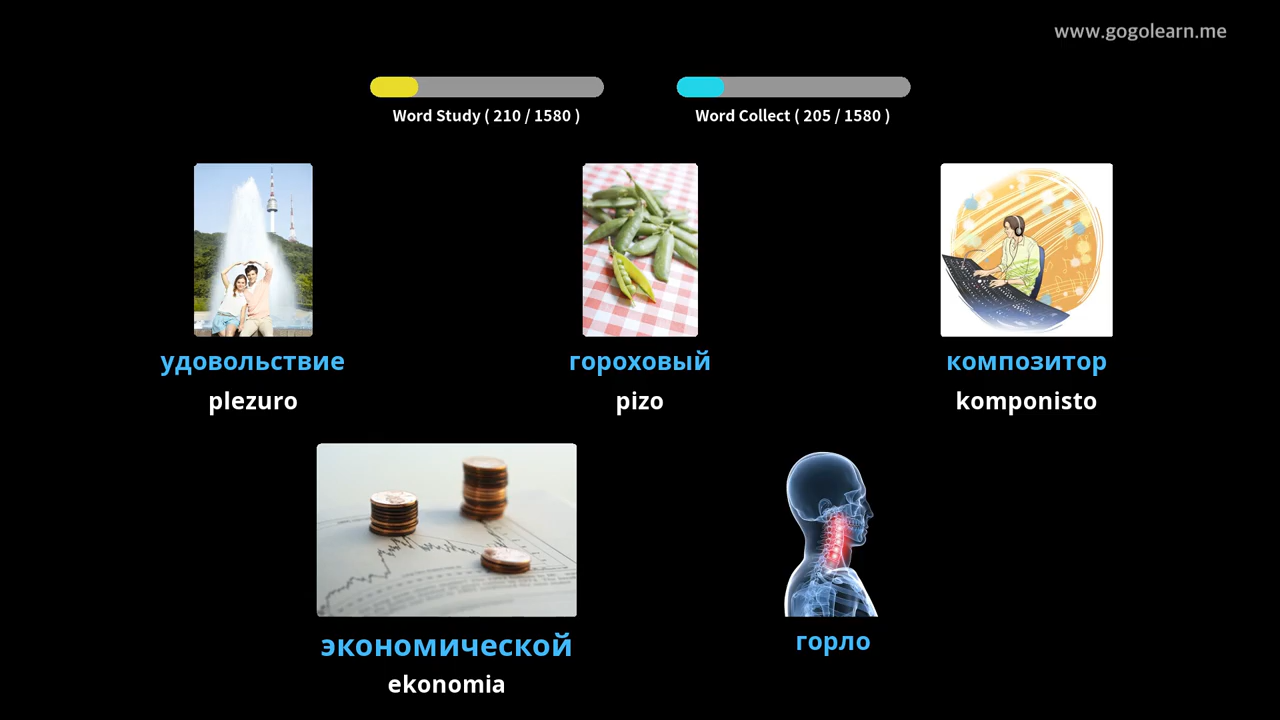 www.gogolearn.me
Word Study ( 210 / 1580 )
Word Collect ( 205 / 1580 )
удовольствие
plezuro
гороховый
pizo
композитор
komponisto
экономической
ekonomia
горло